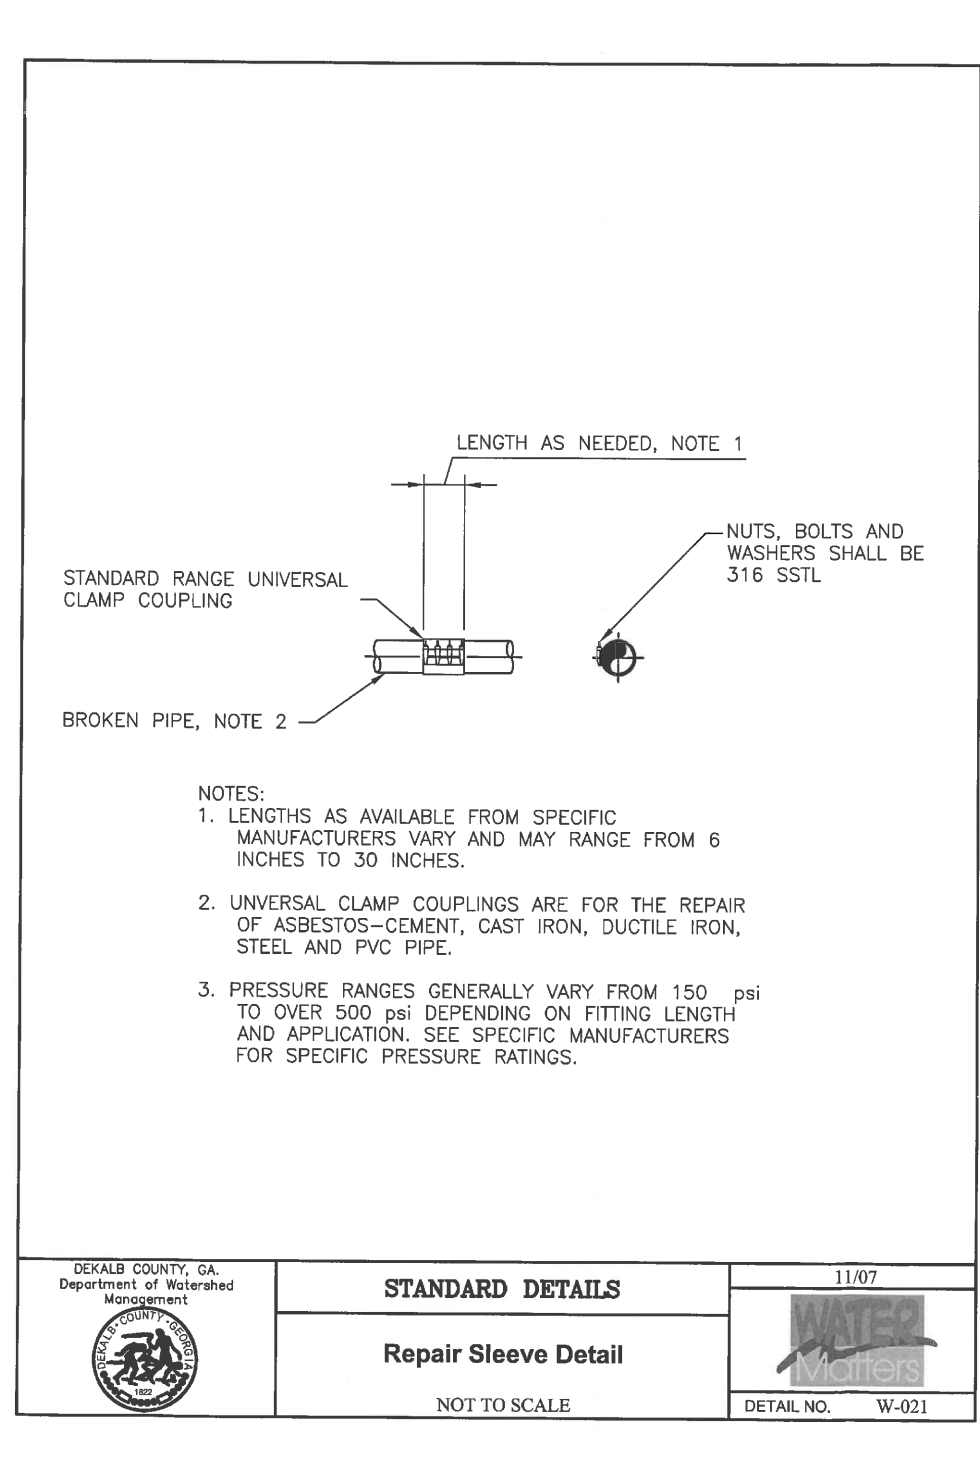 LENGTH AS NEEDED, NOTE 1
NUTS, BOLTS AND
WASHERS SHALL BE
316 SSTL
STANDARD RANGE UNIVERSAL
CLAMP COUPLING
BROKEN PIPE, NOTE 2
NOTES:
1. LENGTHS AS AVAILABLE FROM SPECIFIC
MANUFACTURERS VARY AND MAY RANGE FROM 6
INCHES TO 30 INCHES.
2. UNVERSAL CLAMP COUPLINGS ARE FOR THE REPAIR
OF ASBESTOS-CEMENT, CAST IRON, DUCTILE IRON,
STEEL AND PVC PIPE.
3. PRESSURE RANGES GENERALLY VARY FROM 150 psi
TO OVER 500 psi DEPENDING ON FITTING LENGTH
AND APPLICATION. SEE SPECIFIC MANUFACTURERS
FOR SPECIFIC PRESSURE RATINGS.
DEKALB COUNTY, GA.
Department of Watershed
Management
DEKALB • COUNTY • GEORGIA
1822
STANDARD DETAILS
Repair Sleeve Detail
NOT TO SCALE
11/07
WATER
Matters
DETAIL NO. W-021